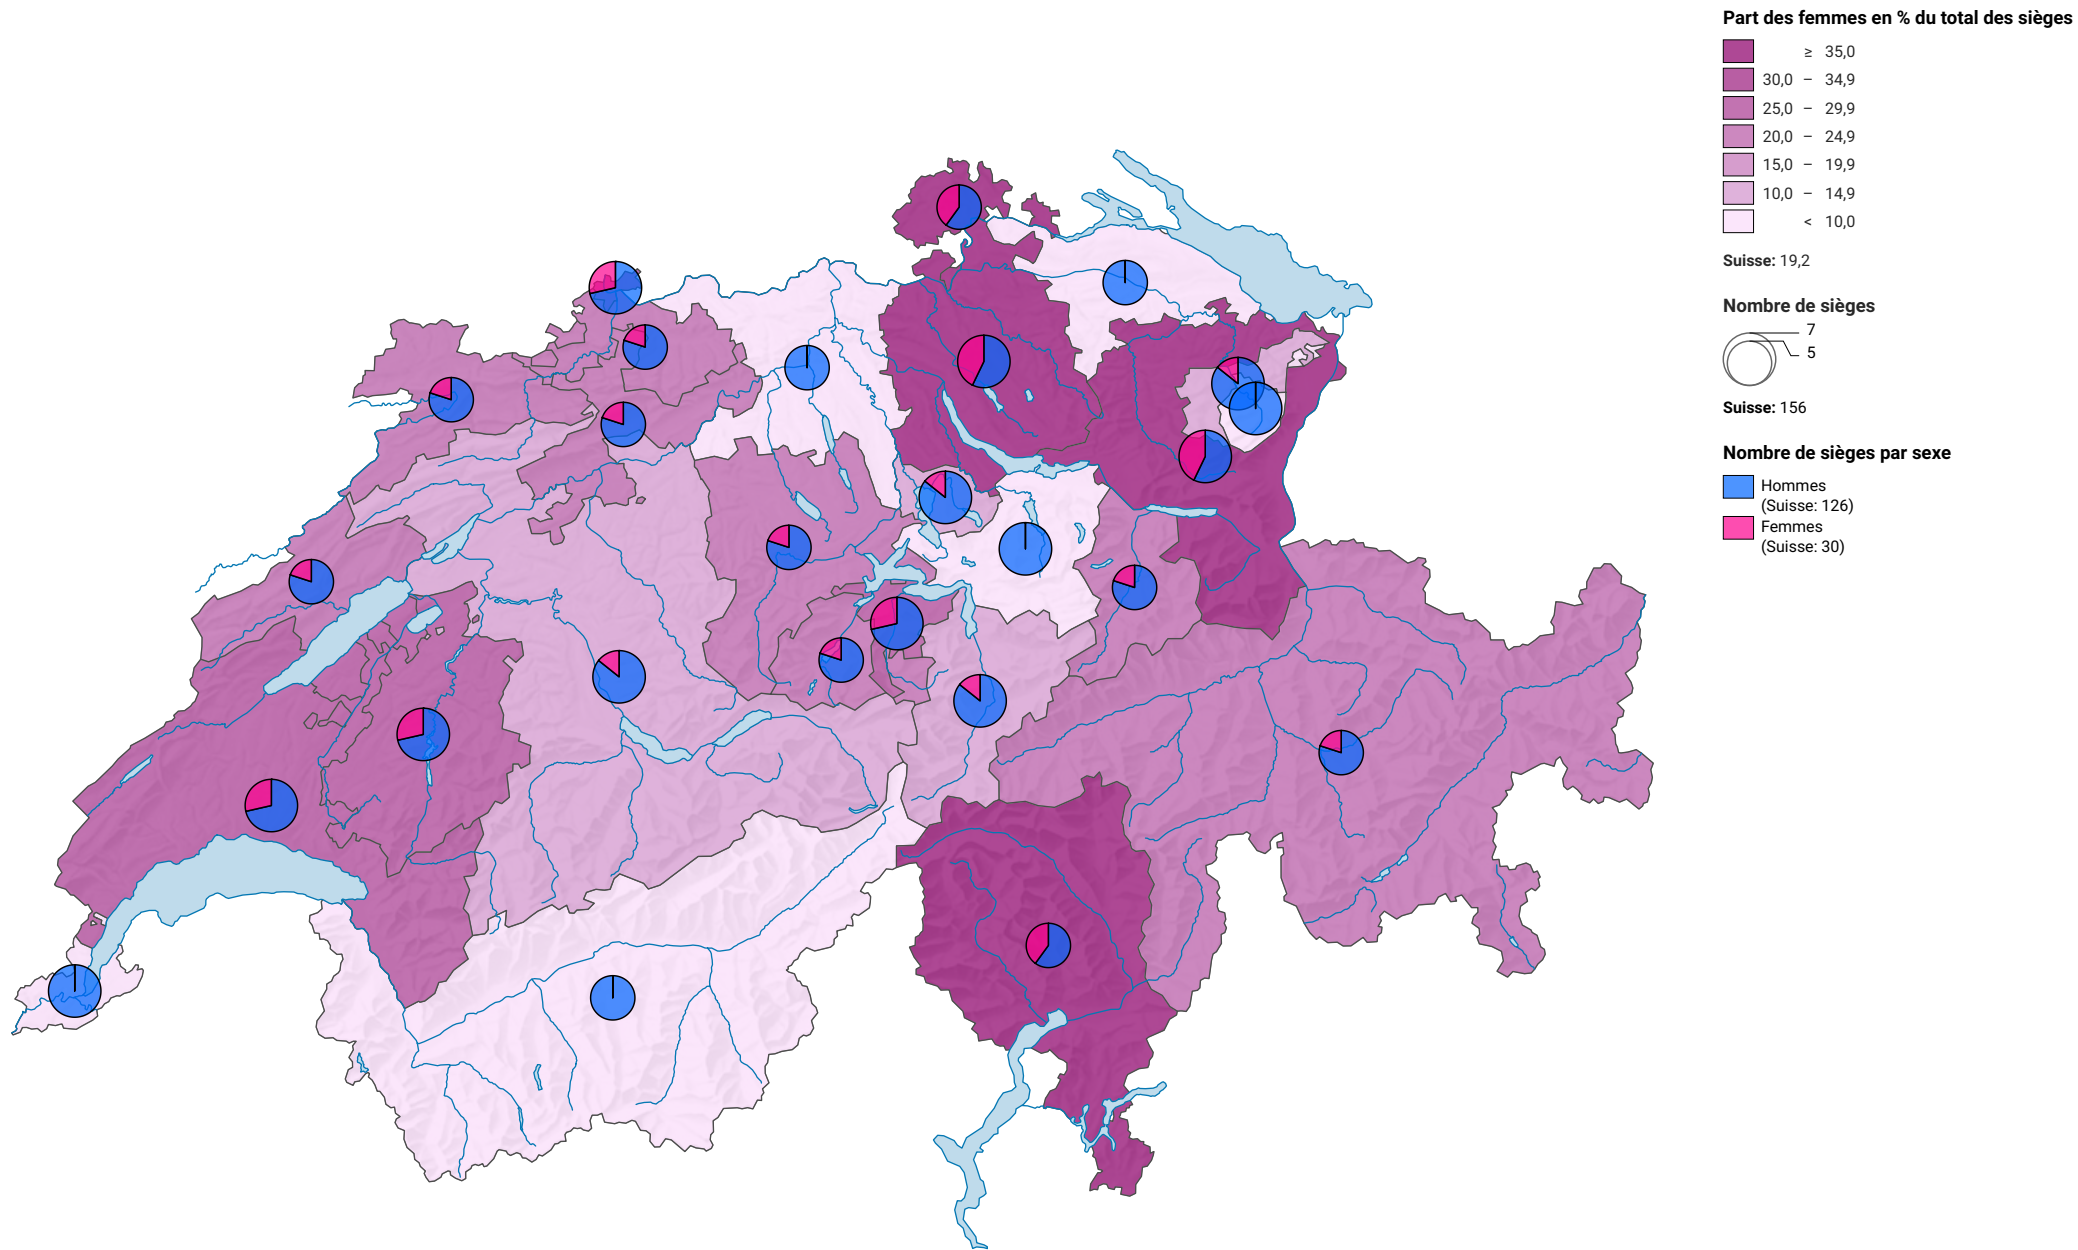 Part des femmes en % du total des sièges
≥ 35,0
30,0 – 34,9
25,0 – 29,9
20,0 – 24,9
15,0 – 19,9
10,0 – 14,9
< 10,0
Suisse: 19,2
Nombre de sièges
7
5
Suisse: 156
Nombre de sièges par sexe
Hommes
(Suisse: 126)
Femmes
(Suisse: 30)